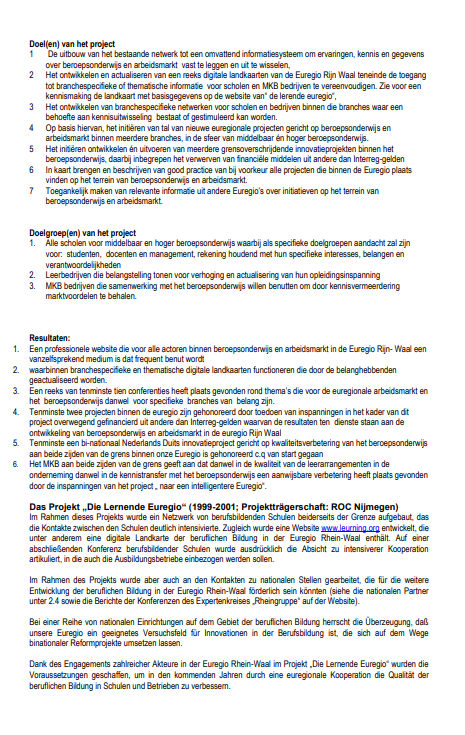 Doel(en) van het project
1 De uitbouw van het bestaande netwerk tot een omvattend informatiesysteem om ervaringen, kennis en gegevens
over beroepsonderwijs en arbeidsmarkt vast te leggen en uit te wisselen,
2 Het ontwikkelen en actualiseren van een reeks digitale landkaarten van de Euregio Rijn Waal teneinde de toegang
tot branchespecifieke of thematische informatie voor scholen en MKB bedrijven te vereenvoudigen. Zie voor een
kennismaking de landkaart met basisgegevens op de website van“ de lerende euregio“,
3 Het ontwikkelen van branchespecifieke netwerken voor scholen en bedrijven binnen die branches waar een
behoefte aan kennisuitwisseling bestaat of gestimuleerd kan worden.
4 Op basis hiervan, het initiëren van tal van nieuwe euregionale projecten gericht op beroepsonderwijs en
arbeidsmarkt binnen meerdere branches, in de sfeer van middelbaar én hoger beroepsonderwijs.
5 Het initiëren ontwikkelen én uitvoeren van meerdere grensoverschrijdende innovatieprojekten binnen het
beroepsonderwijs, daarbij inbegrepen het verwerven van financiële middelen uit andere dan Interreg-gelden
6 In kaart brengen en beschrijven van good practice van bij voorkeur alle projecten die binnen de Euregio plaats
vinden op het terrein van beroepsonderwijs en arbeidsmarkt.
7 Toegankelijk maken van relevante informatie uit andere Euregio’s over initiatieven op het terrein van
beroepsonderwijs en arbeidsmarkt.
Doelgroep(en) van het project
1. Alle scholen voor middelbaar en hoger beroepsonderwijs waarbij als specifieke doelgroepen aandacht zal zijn
voor: studenten, docenten en management, rekening houdend met hun specifieke interesses, belangen en
verantwoordelijkheden
2. Leerbedrijven die belangstelling tonen voor verhoging en actualisering van hun opleidingsinspanning
3. MKB bedrijven die samenwerking met het beroepsonderwijs willen benutten om door kennisvermeerdering
marktvoordelen te behalen.
Resultaten:
1. Een professionele website die voor alle actoren binnen beroepsonderwijs en arbeidsmarkt in de Euregio Rijn- Waal een
vanzelfsprekend medium is dat frequent benut wordt
2. waarbinnen branchespecifieke en thematische digitale landkaarten functioneren die door de belanghebbenden
geactualiseerd worden.
3. Een reeks van tenminste tien conferenties heeft plaats gevonden rond thema’s die voor de euregionale arbeidsmarkt en
het beroepsonderwijs danwel voor specifieke branches van belang zijn.
4. Tenminste twee projecten binnen de euregio zijn gehonoreerd door toedoen van inspanningen in het kader van dit
project overwegend gefinancierd uit andere dan Interreg-gelden waarvan de resultaten ten dienste staan aan de
ontwikkeling van beroepsonderwijs en arbeidsmarkt in de euregio Rijn Waal
5. Tenminste een bi-nationaal Nederlands Duits innovatieproject gericht op kwaliteitsverbetering van het beroepsonderwijs
aan beide zijden van de grens binnen onze Euregio is gehonoreerd c.q van start gegaan
6. Het MKB aan beide zijden van de grens geeft aan dat danwel in de kwaliteit van de leerarrangementen in de
onderneming danwel in de kennistransfer met het beroepsonderwijs een aanwijsbare verbetering heeft plaats gevonden
door de inspanningen van het project „ naar een intelligentere Euregio“.
Das Projekt „Die Lernende Euregio“ (1999-2001; Projektträgerschaft: ROC Nijmegen)
Im Rahmen dieses Projekts wurde ein Netzwerk von berufsbildenden Schulen beiderseits der Grenze aufgebaut, das
die Kontakte zwischen den Schulen deutlich intensivierte. Zugleich wurde eine Website www.leurning.org entwickelt, die
unter anderem eine digitale Landkarte der beruflichen Bildung in der Euregio Rhein-Waal enthält. Auf einer
abschließenden Konferenz berufsbildender Schulen wurde ausdrücklich die Absicht zu intensiverer Kooperation
artikuliert, in die auch die Ausbildungsbetriebe einbezogen werden sollen.
Im Rahmen des Projekts wurde aber auch an den Kontakten zu nationalen Stellen gearbeitet, die für die weitere
Entwicklung der beruflichen Bildung in der Euregio Rhein-Waal förderlich sein könnten (siehe die nationalen Partner
unter 2.4 sowie die Berichte der Konferenzen des Expertenkreises „Rheingruppe“ auf der Website).
Bei einer Reihe von nationalen Einrichtungen auf dem Gebiet der beruflichen Bildung herrscht die Überzeugung, daß
unsere Euregio ein geeignetes Versuchsfeld für Innovationen in der Berufsbildung ist, die sich auf dem Wege
binationaler Reformprojekte umsetzen lassen.
Dank des Engagements zahlreicher Akteure in der Euregio Rhein-Waal im Projekt „Die Lernende Euregio“ wurden die
Voraussetzungen geschaffen, um in den kommenden Jahren durch eine euregionale Kooperation die Qualität der
beruflichen Bildung in Schulen und Betrieben zu verbessern.